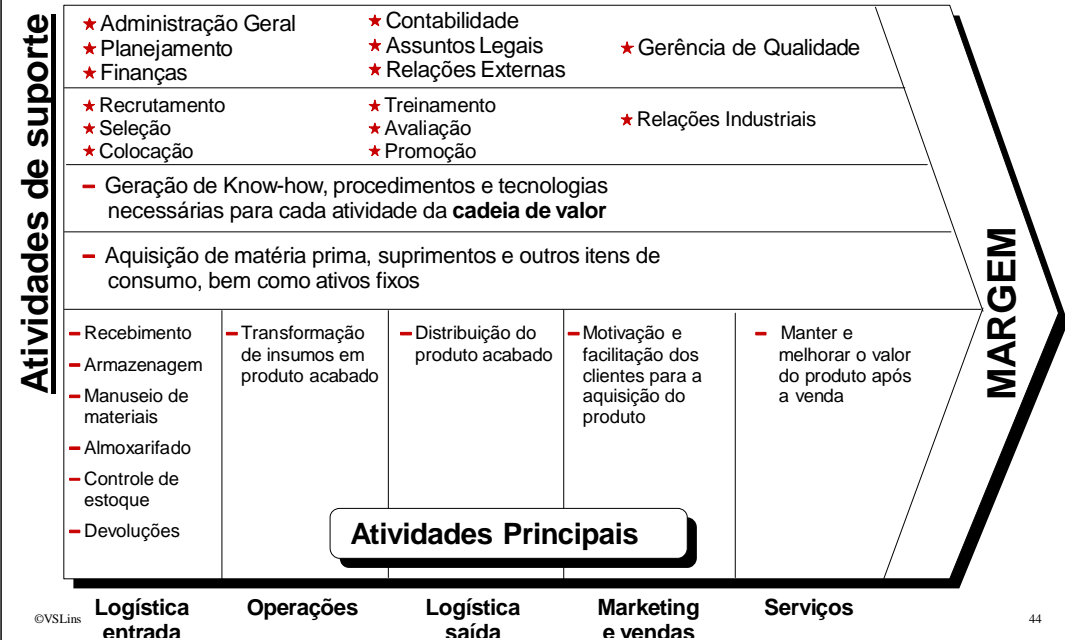 Atividades de suporte
★ Administração Geral
★ Planejamento
★ Finanças
★ Contabilidade
★ Assuntos Legais
★ Relações Externas
★ Gerência de Qualidade
★ Recrutamento
★ Seleção
★ Colocação
★ Treinamento
★ Avaliação
★ Promoção
★ Relações Industriais
– Geração de Know-how, procedimentos e tecnologias
necessárias para cada atividade da cadeia de valor
– Aquisição de matéria prima, suprimentos e outros itens de
consumo, bem como ativos fixos
– Recebimento
– Armazenagem
– Manuseio de
materiais
– Almoxarifado
– Controle de
estoque
– Devoluções
– Transformação
de insumos em
produto acabado
– Distribuição do
produto acabado
– Motivação e
facilitação dos
clientes para a
aquisição do
produto
– Manter e
melhorar o valor
do produto após
a venda
MARGEM
Atividades Principais
Logística
entrada
Operações
Logística
saída
Marketing
e vendas
Serviços
©VSLins
44